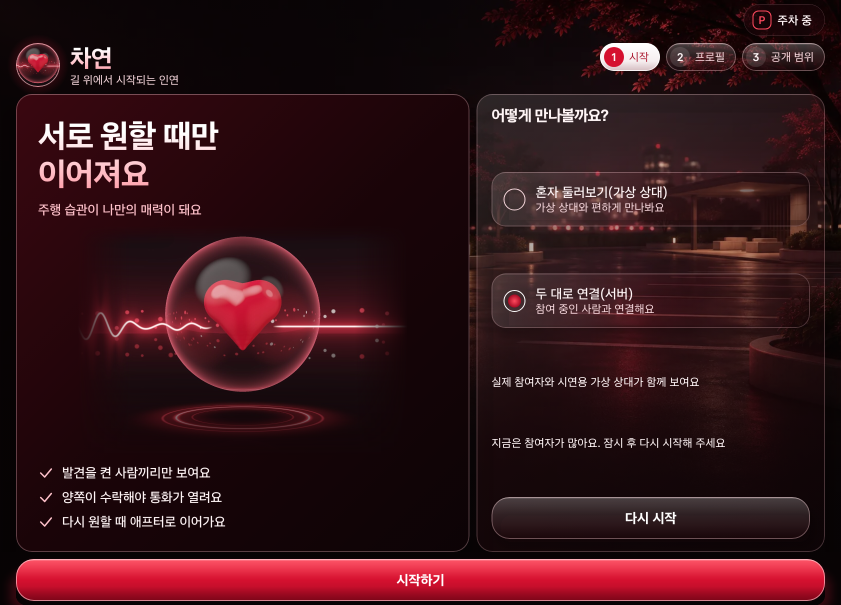 P 주차 중
차연
길 위에서 시작되는 인연
1 시작 2 프로필 3 공개 범위
서로 원할 때만
이어져요
주행 습관이 나만의 매력이 돼요
발견을 켠 사람끼리만 보여요
양쪽이 수락해야 통화가 열려요
다시 원할 때 애프터로 이어가요
어떻게 만나볼까요?
혼자 둘러보기(가상 상대)
가상 상대와 편하게 만나봐요
두 대로 연결(서버)
참여 중인 사람과 연결해요
실제 참여자와 시연용 가상 상대가 함께 보여요
지금은 참여자가 많아요. 잠시 후 다시 시작해 주세요
다시 시작
시작하기